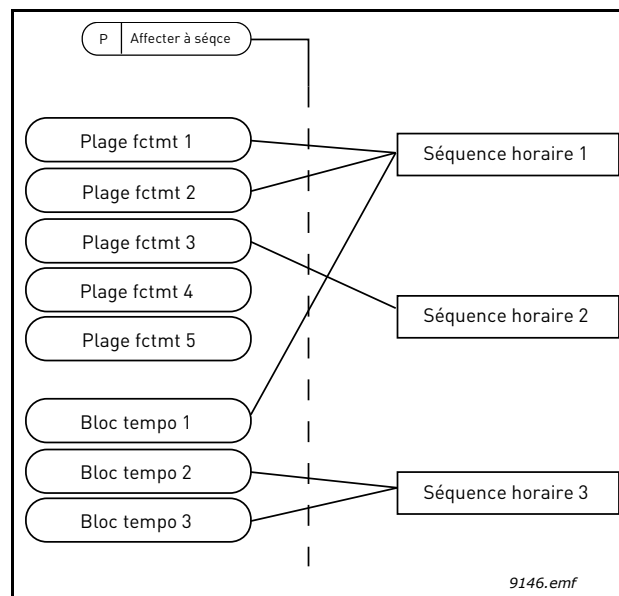 P Affecter à séqce
Plage fctmt 1
Séquence horaire 1
Plage fctmt 2
Plage fctmt 3
Plage fctmt 4
Séquence horaire 2
Plage fctmt 5
Bloc tempo 1
Bloc tempo 2
Séquence horaire 3
Bloc tempo 3
9146.emf